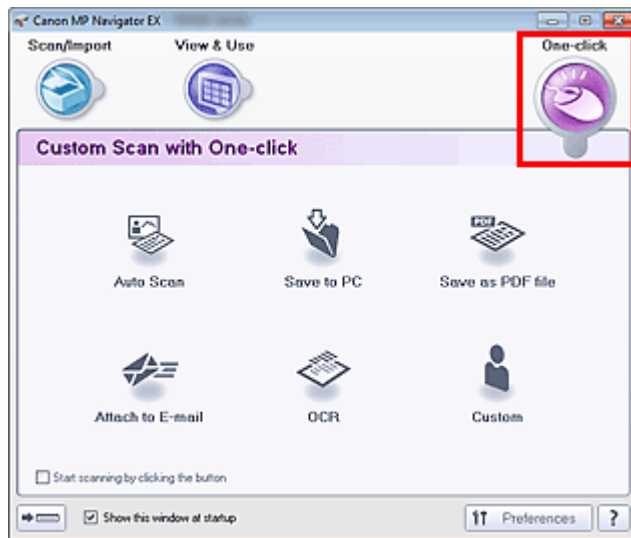 Canon MP Navigator EX
Scan/Import View & Use One-click
Custom Scan with One-click
Auto Scan Save to PC PDF Save as PDF file
Attach to E-mail OCR Custom
Start scanning by clicking the button
Show this window at startup Preferences ?